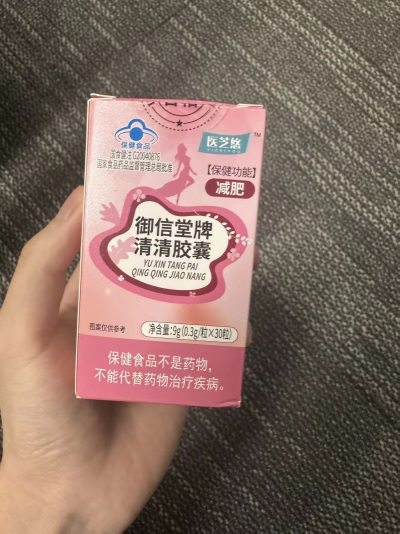 医芝悠
TM
保健食品
国食健注G20040876
国家食品药品监督管理总局批准
【保健功能】
减肥
御信堂牌
清清胶囊
YU XIN TANG PAI
QING QING JIAO NANG
图案仅供参考
净含量:9g(0.3g/粒×30粒)
保健食品不是药物,
不能代替药物治疗疾病。